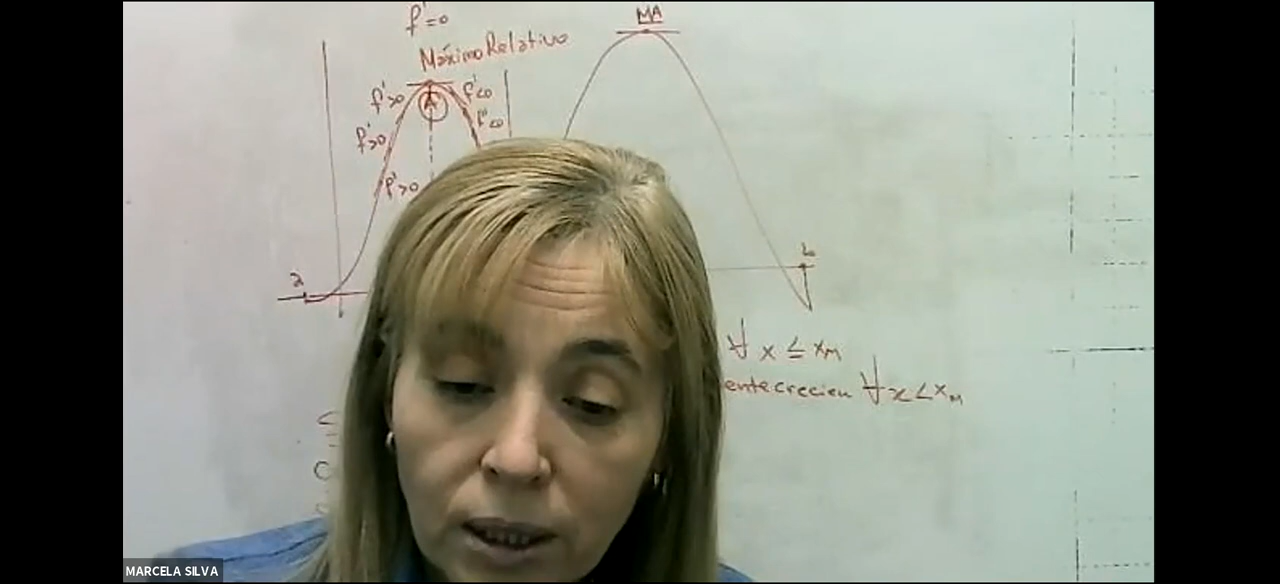 f'=0
MA
Máximo Relativo
f'>0
f'<0
A
f'>0
f'<0
f'>0
a
b
∀ x ≤ xM
ente crecien ∀ x < xM
MARCELA SILVA